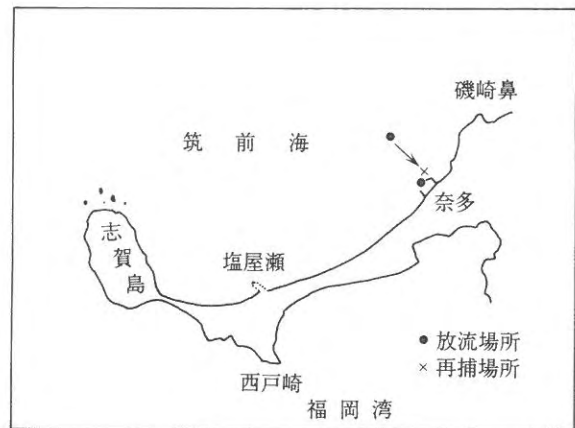 磯崎鼻
筑前海
奈多
志賀島
塩屋瀬
● 放流場所
× 再捕場所
西戸崎
福岡湾